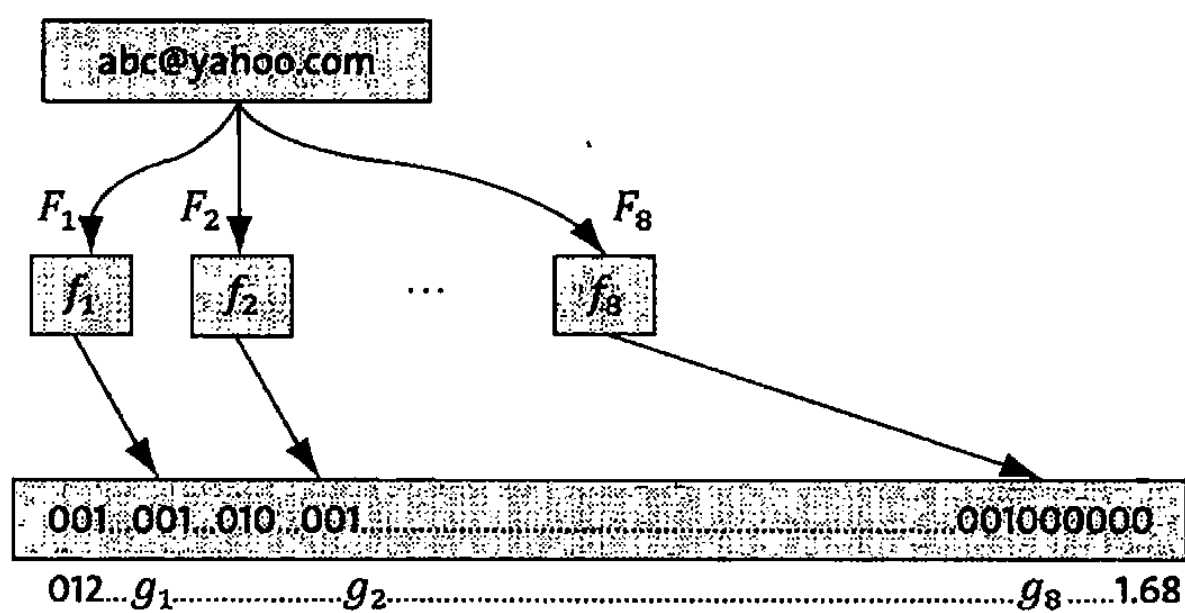 abc@yahoo.com
F₁ F₂ F₈
f₁ f₂ ... f₈
001..001..010..001..........001000000
012...g₁..........g₂..........g₈.....1.68